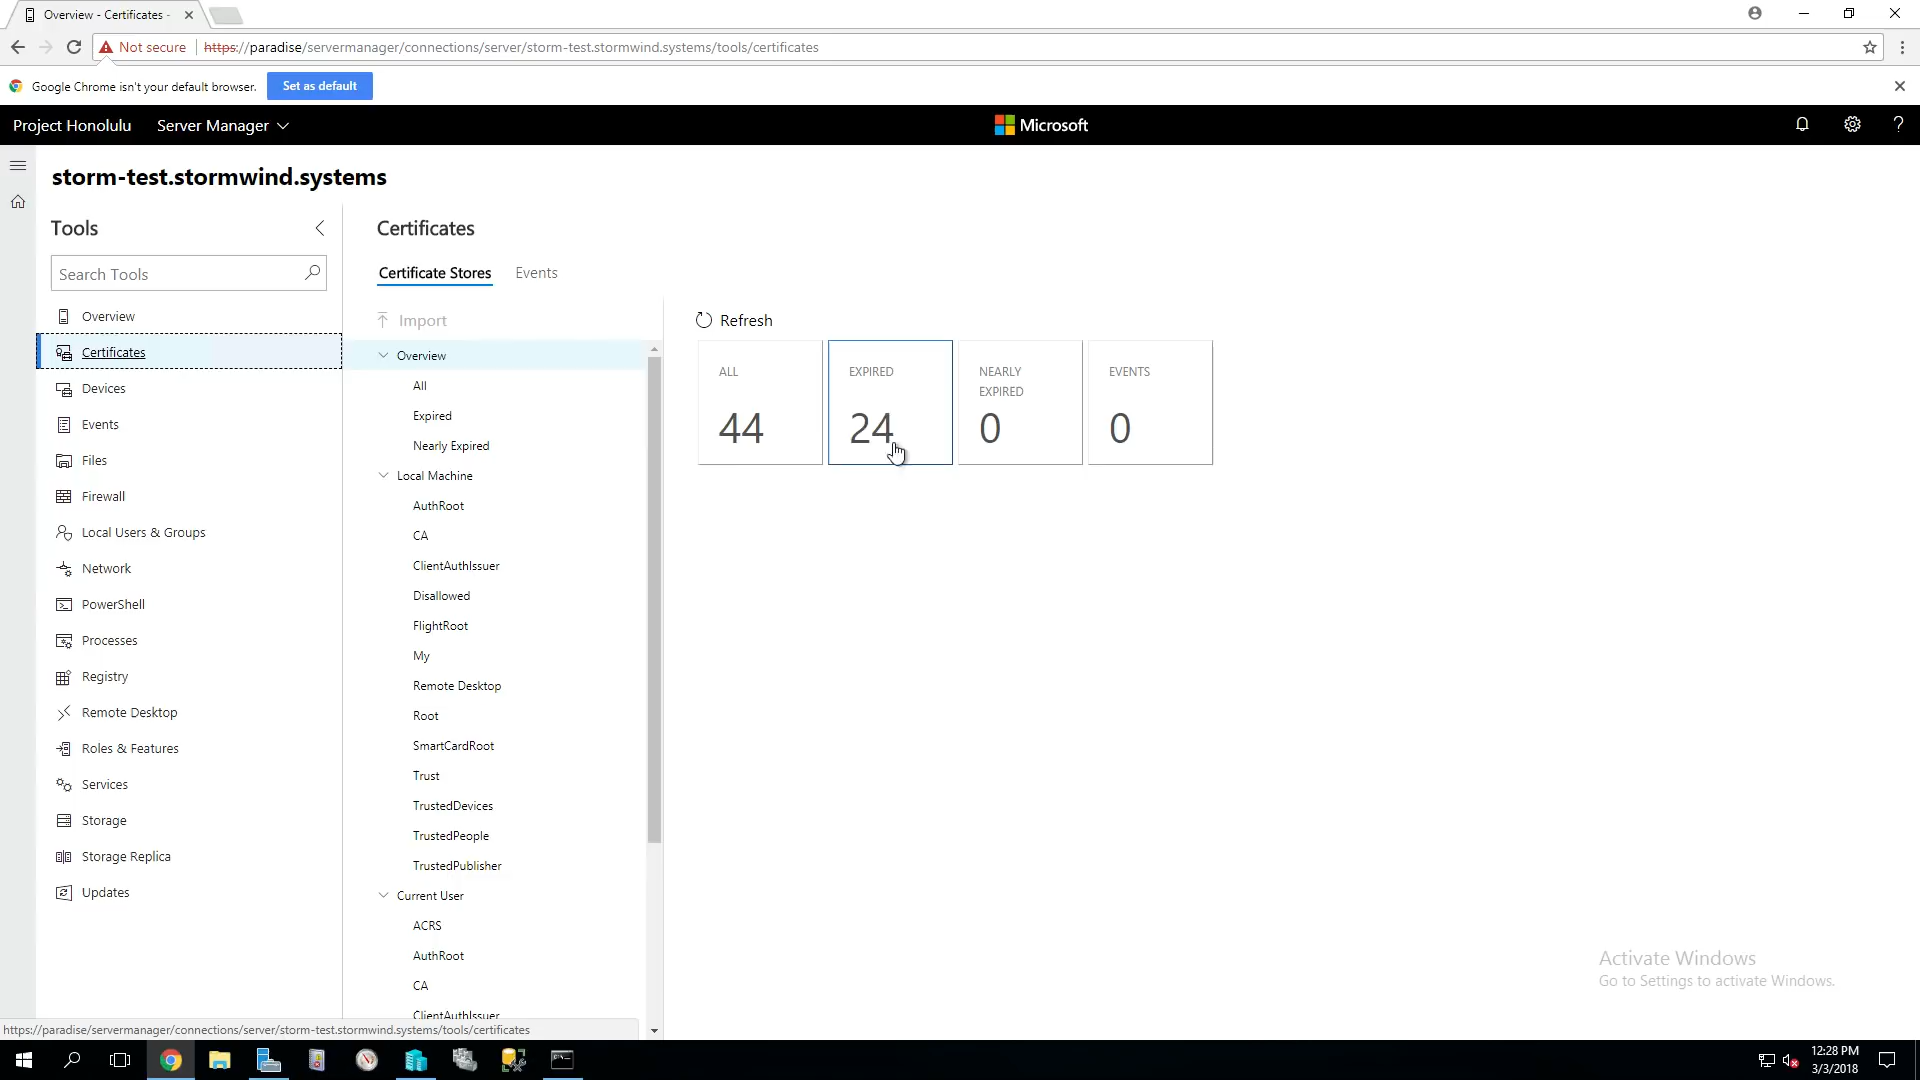 Overview - Certificates -
Not secure
https://paradise/servermanager/connections/server/storm-test.stormwind.systems/tools/certificates
Google Chrome isn't your default browser.
Set as default
Project Honolulu
Server Manager
Microsoft
?
storm-test.stormwind.systems
Tools
Search Tools
Overview
Certificates
Devices
Events
Files
Firewall
Local Users & Groups
Network
PowerShell
Processes
Registry
Remote Desktop
Roles & Features
Services
Storage
Storage Replica
Updates
Certificates
Certificate Stores
Events
Import
Overview
All
Expired
Nearly Expired
Local Machine
AuthRoot
CA
ClientAuthIssuer
Disallowed
FlightRoot
My
Remote Desktop
Root
SmartCardRoot
Trust
TrustedDevices
TrustedPeople
TrustedPublisher
Current User
ACRS
AuthRoot
CA
ClientAuthIssuer
Refresh
ALL
44
EXPIRED
24
NEARLY
EXPIRED
0
EVENTS
0
Activate Windows
Go to Settings to activate Windows.
https://paradise/servermanager/connections/server/storm-test.stormwind.systems/tools/certificates
12:28 PM
3/3/2018